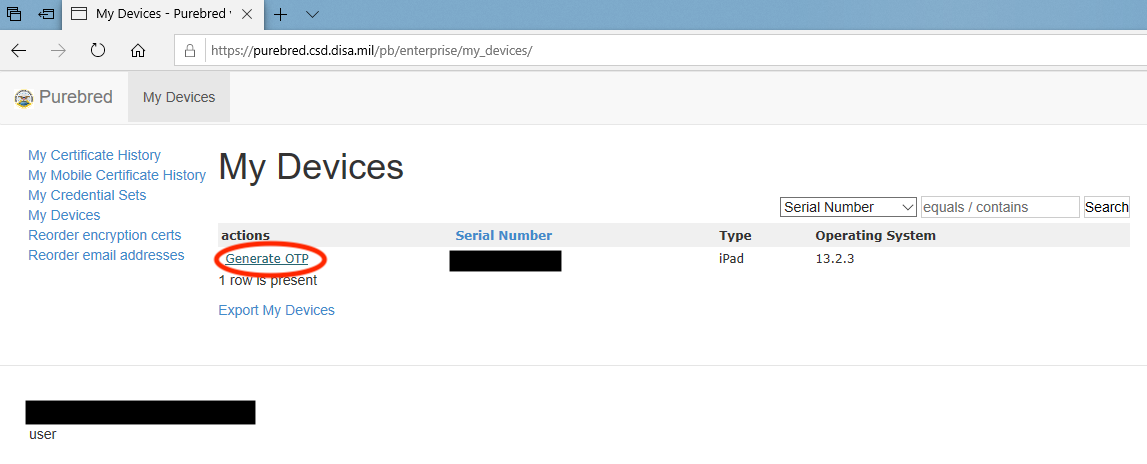 My Devices - Purebred
https://purebred.csd.disa.mil/pb/enterprise/my_devices/
Purebred My Devices
My Certificate History
My Mobile Certificate History
My Credential Sets
My Devices
Reorder encryption certs
Reorder email addresses
My Devices
Serial Number equals / contains Search
actions Serial Number Type Operating System
Generate OTP iPad 13.2.3
1 row is present
Export My Devices
user